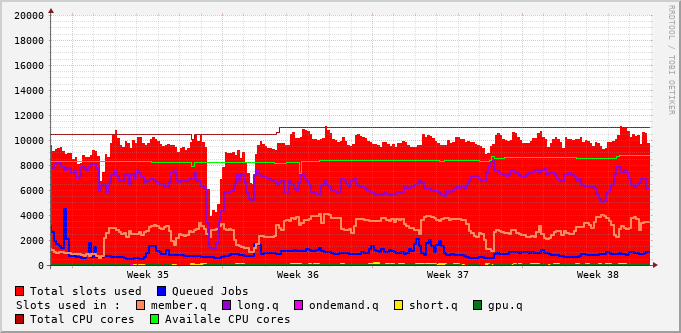 20000
18000
16000
14000
12000
10000
8000
6000
4000
2000
0
Week 35 Week 36 Week 37 Week 38
RRDTOOL / TOBI OETIKER
Total slots used Queued Jobs
Slots used in : member.q long.q ondemand.q short.q gpu.q
Total CPU cores Availale CPU cores